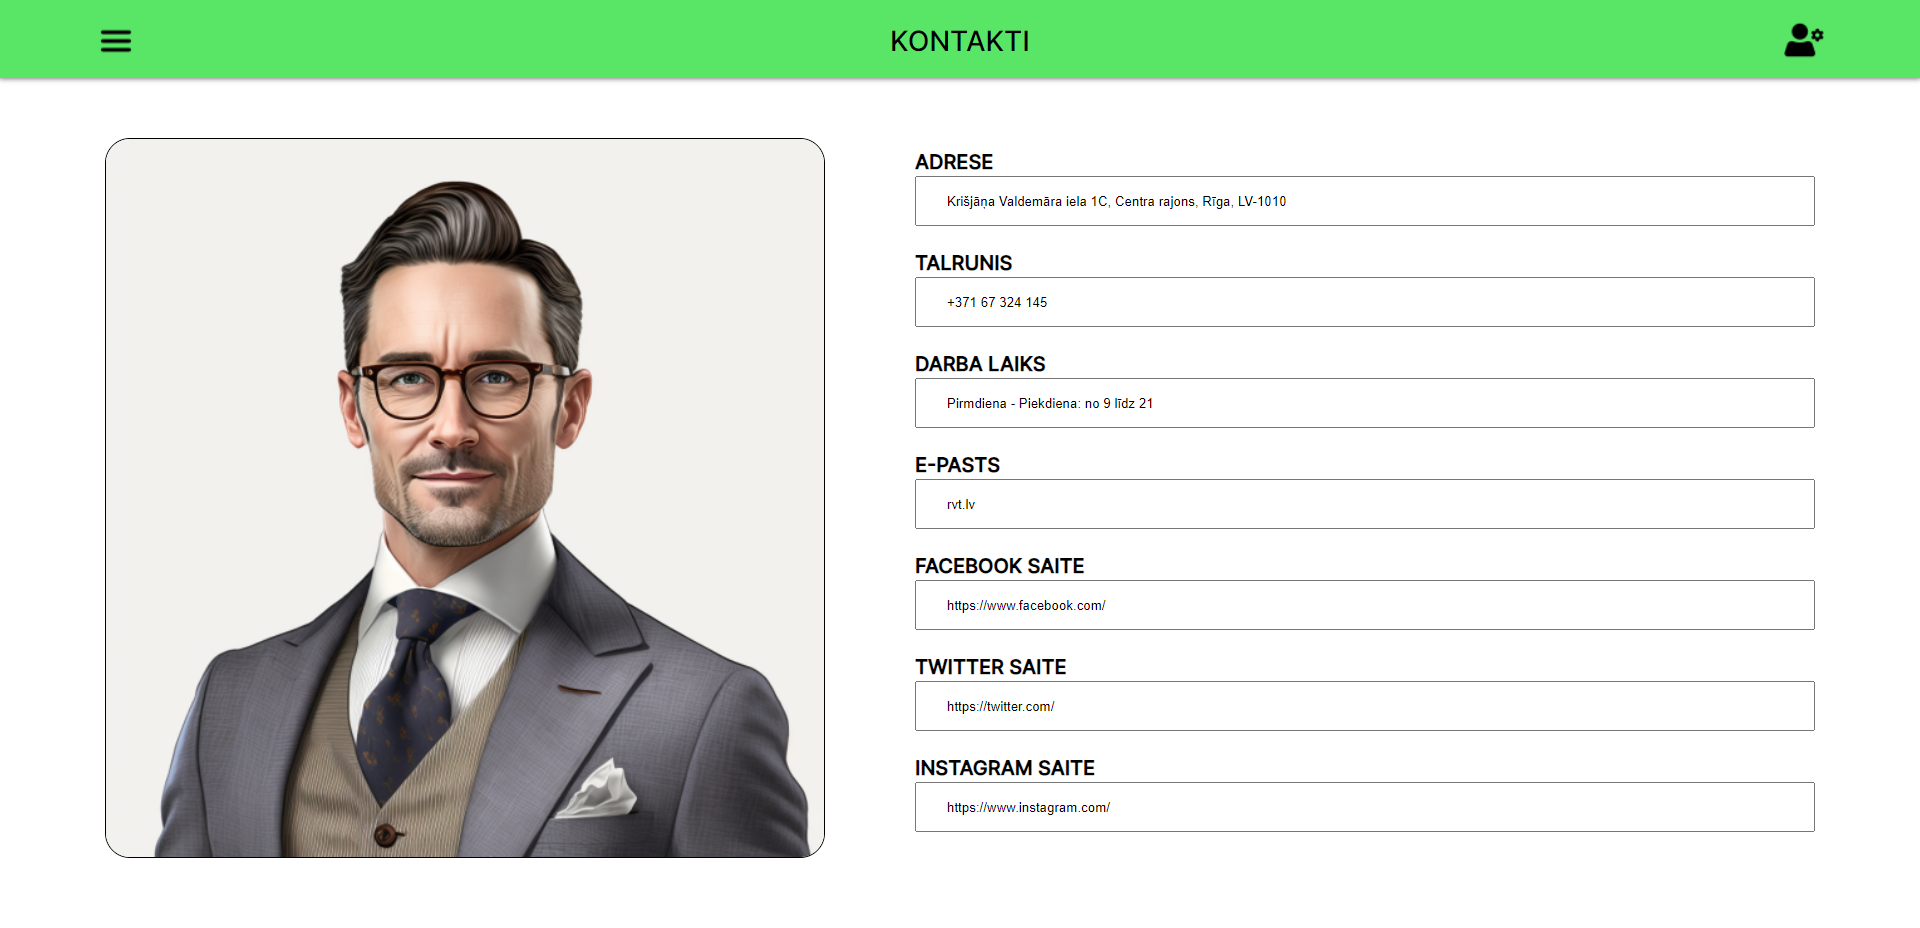 KONTAKTI
ADRESE
Krišjāņa Valdemāra iela 1C, Centra rajons, Rīga, LV-1010
TALRUNIS
+371 67 324 145
DARBA LAIKS
Pirmdiena - Piekdiena: no 9 līdz 21
E-PASTS
rvt.lv
FACEBOOK SAITE
https://www.facebook.com/
TWITTER SAITE
https://twitter.com/
INSTAGRAM SAITE
https://www.instagram.com/